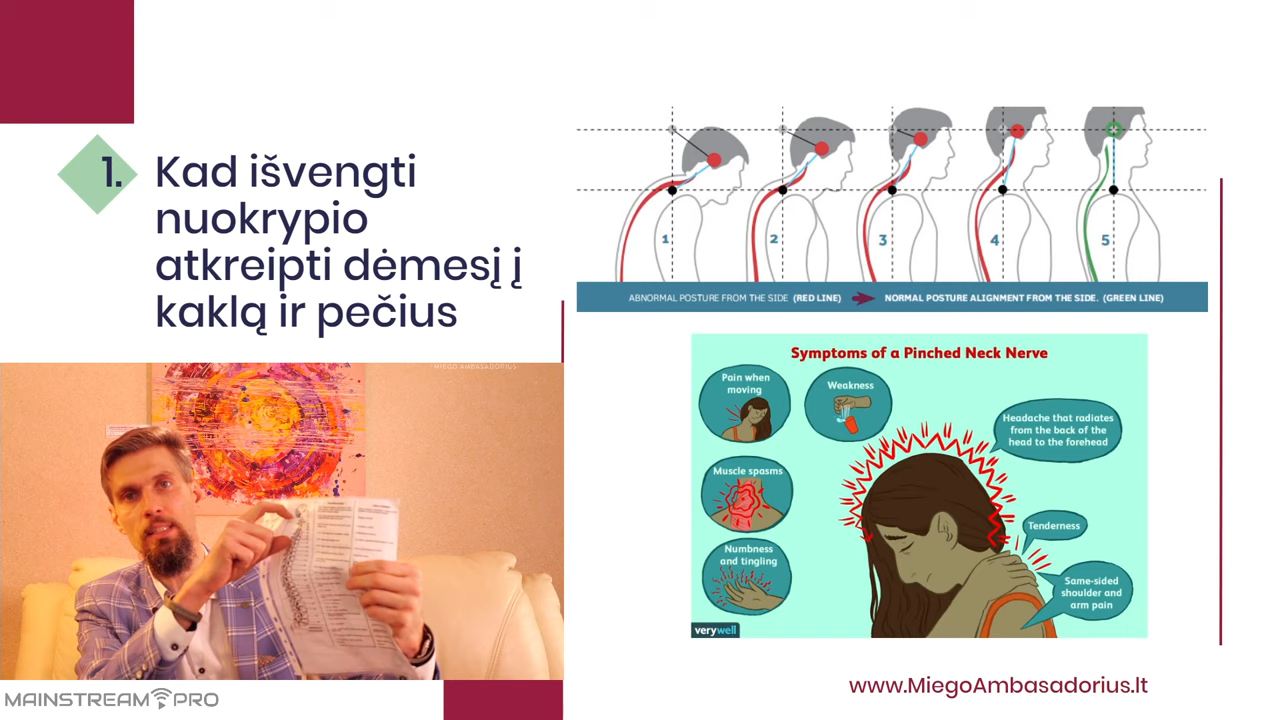 1.
Kad išvengti
nuokrypio
atkreipti dėmesį į
kaklą ir pečius
1
2
3
4
5
ABNORMAL POSTURE FROM THE SIDE (RED LINE)
NORMAL POSTURE ALIGNMENT FROM THE SIDE. (GREEN LINE)
Symptoms of a Pinched Neck Nerve
Pain when
moving
Weakness
Headache that radiates
from the back of the
head to the forehead
Muscle spasms
Tenderness
Numbness
and tingling
Same-sided
shoulder and
arm pain
verywell
MIEGO AMBASADORIUS
MAINSTREAM PRO
www.MiegoAmbasadorius.lt